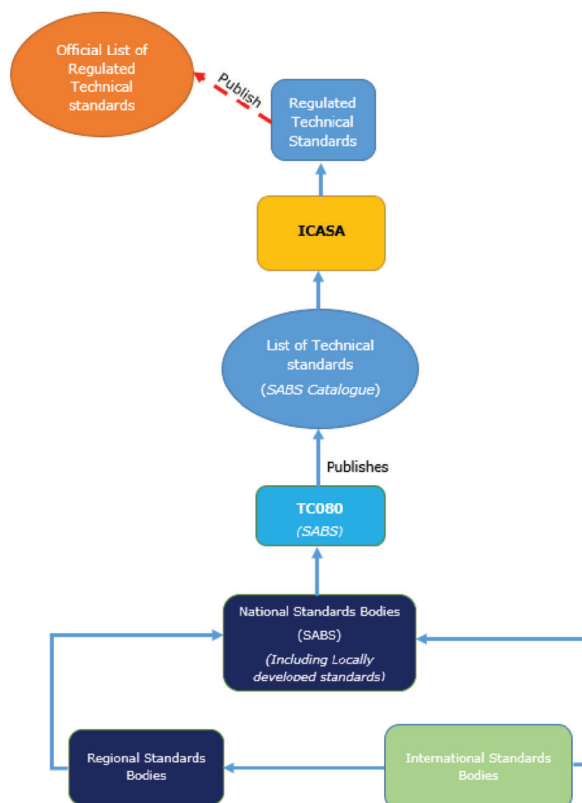 Official List of
Regulated
Technical
standards
Publish
Regulated
Technical
Standards
ICASA
List of Technical
standards
(SABS Catalogue)
Publishes
TC080
(SABS)
National Standards Bodies
(SABS)
(Including Locally
developed standards)
Regional Standards
Bodies
International Standards
Bodies